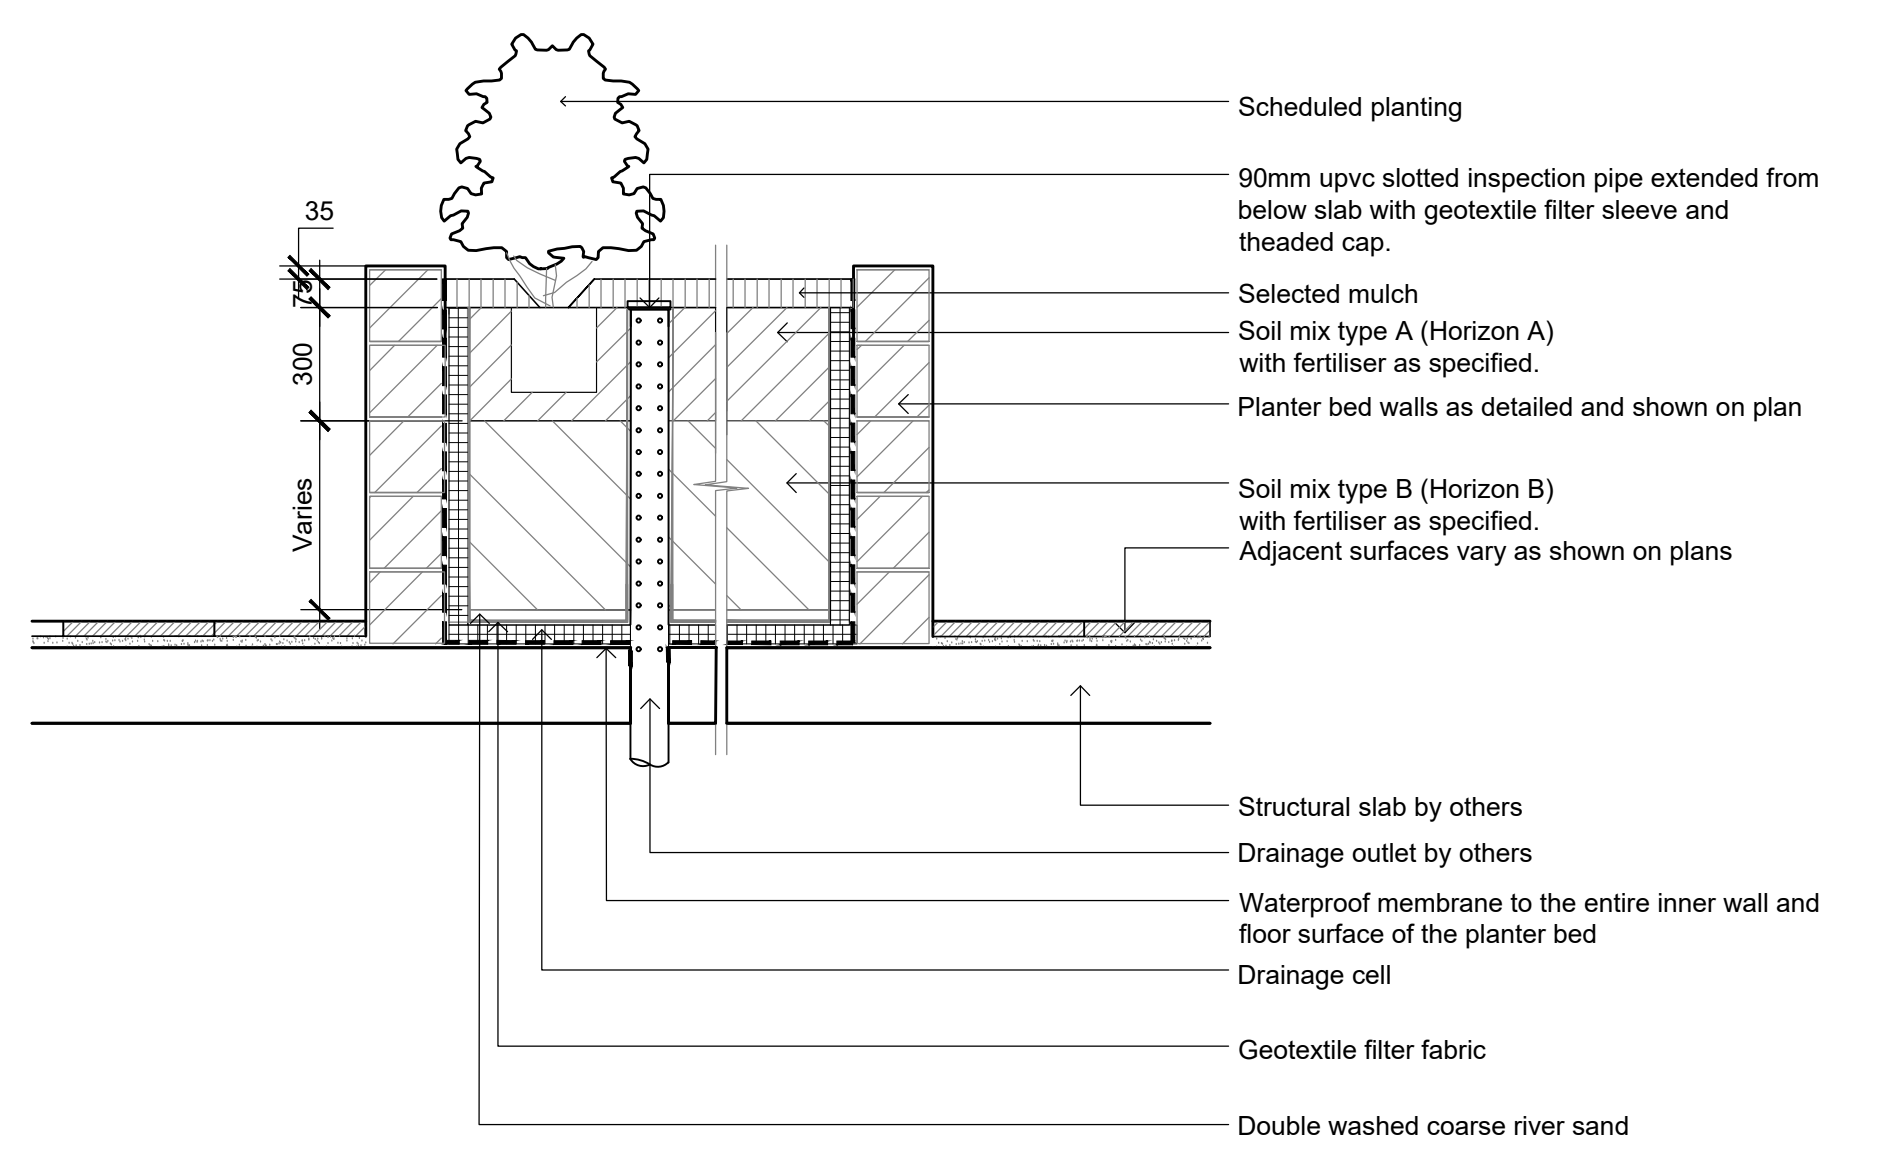 Scheduled planting
90mm upvc slotted inspection pipe extended from
below slab with geotextile filter sleeve and
theaded cap.
35
75
Selected mulch
Soil mix type A (Horizon A)
with fertiliser as specified.
300
Planter bed walls as detailed and shown on plan
Varies
Soil mix type B (Horizon B)
with fertiliser as specified.
Adjacent surfaces vary as shown on plans
Structural slab by others
Drainage outlet by others
Waterproof membrane to the entire inner wall and
floor surface of the planter bed
Drainage cell
Geotextile filter fabric
Double washed coarse river sand